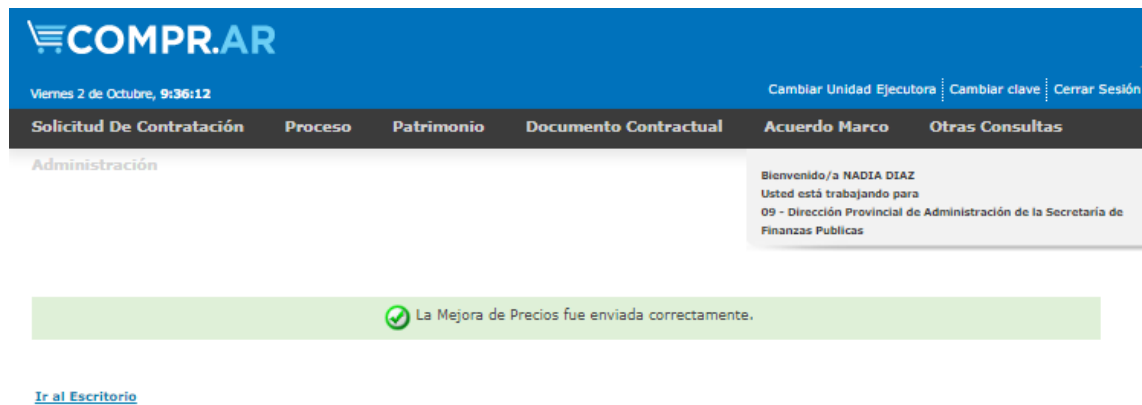 COMPR.AR
Viernes 2 de Octubre, 9:36:12
Cambiar Unidad Ejecutora Cambiar clave Cerrar Sesión
Solicitud De Contratación Proceso Patrimonio Documento Contractual Acuerdo Marco Otras Consultas
Administración
Bienvenido/a NADIA DIAZ
Usted está trabajando para
09 - Dirección Provincial de Administración de la Secretaría de
Finanzas Publicas
La Mejora de Precios fue enviada correctamente.
Ir al Escritorio